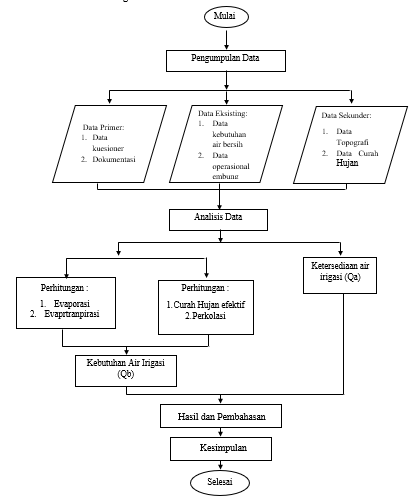 Mulai
Pengumpulan Data
Data Primer:
1. Data
kuesioner
2. Dokumentasi
Data Eksisting:
1. Data
kebutuhan
air bersih
2. Data
operasional
embung
Data Sekunder:
1. Data
Topografi
2. Data Curah
Hujan
Analisis Data
Perhitungan :
1. Evaporasi
2. Evaprtranpirasi
Perhitungan :
1.Curah Hujan efektif
2.Perkolasi
Ketersediaan air
irigasi (Qa)
Kebutuhan Air Irigasi
(Qb)
Hasil dan Pembahasan
Kesimpulan
Selesai